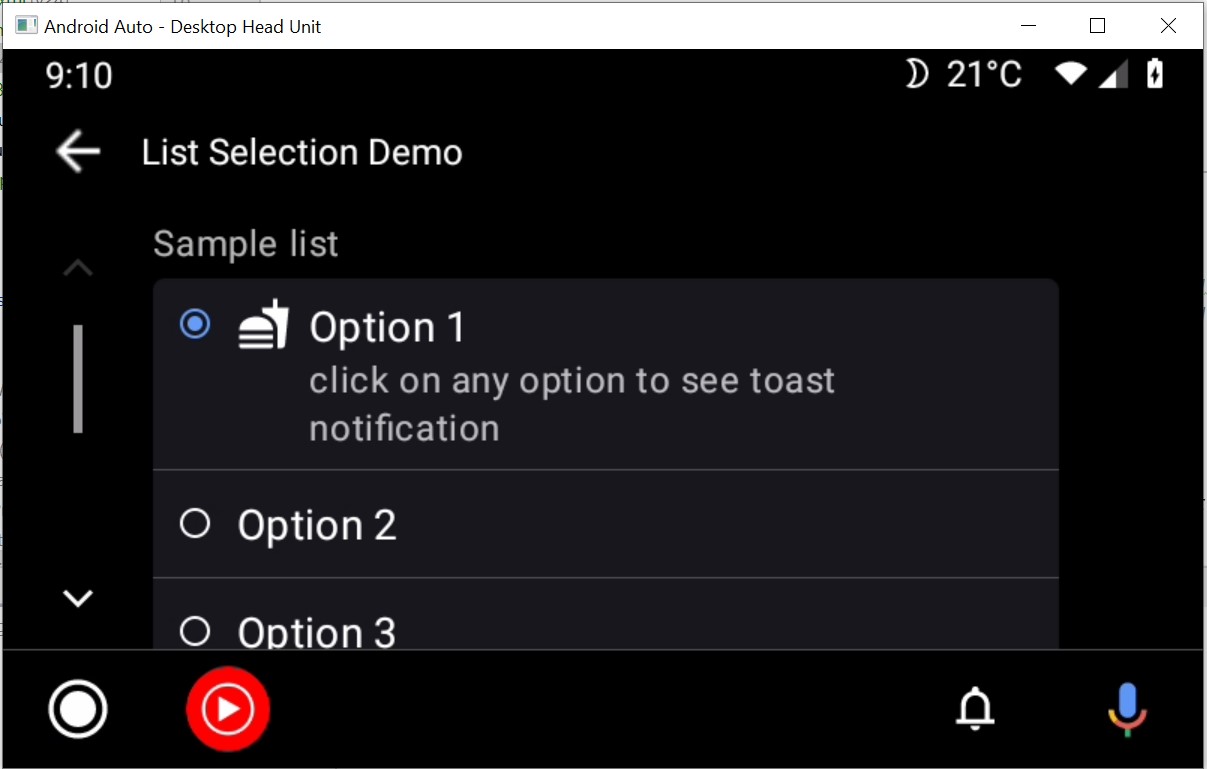 Android Auto - Desktop Head Unit
9:10
21°C
List Selection Demo
Sample list
Option 1
click on any option to see toast
notification
Option 2
Option 3